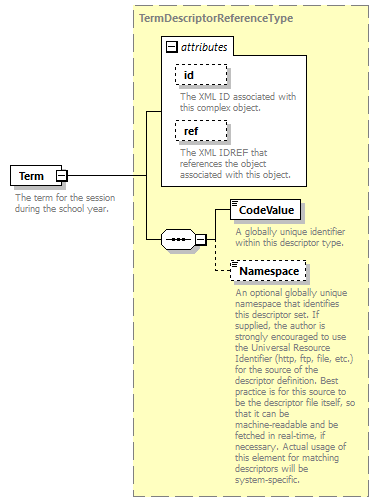 TermDescriptorReferenceType
attributes
id
The XML ID associated with
this complex object.
ref
The XML IDREF that
references the object
associated with this object.
Term
The term for the session
during the school year.
CodeValue
A globally unique identifier
within this descriptor type.
Namespace
An optional globally unique
namespace that identifies
this descriptor set. If
supplied, the author is
strongly encouraged to use
the Universal Resource
Identifier (http, ftp, file, etc.)
for the source of the
descriptor definition. Best
practice is for this source to
be the descriptor file itself, so
that it can be
machine-readable and be
fetched in real-time, if
necessary. Actual usage of
this element for matching
descriptors will be
system-specific.